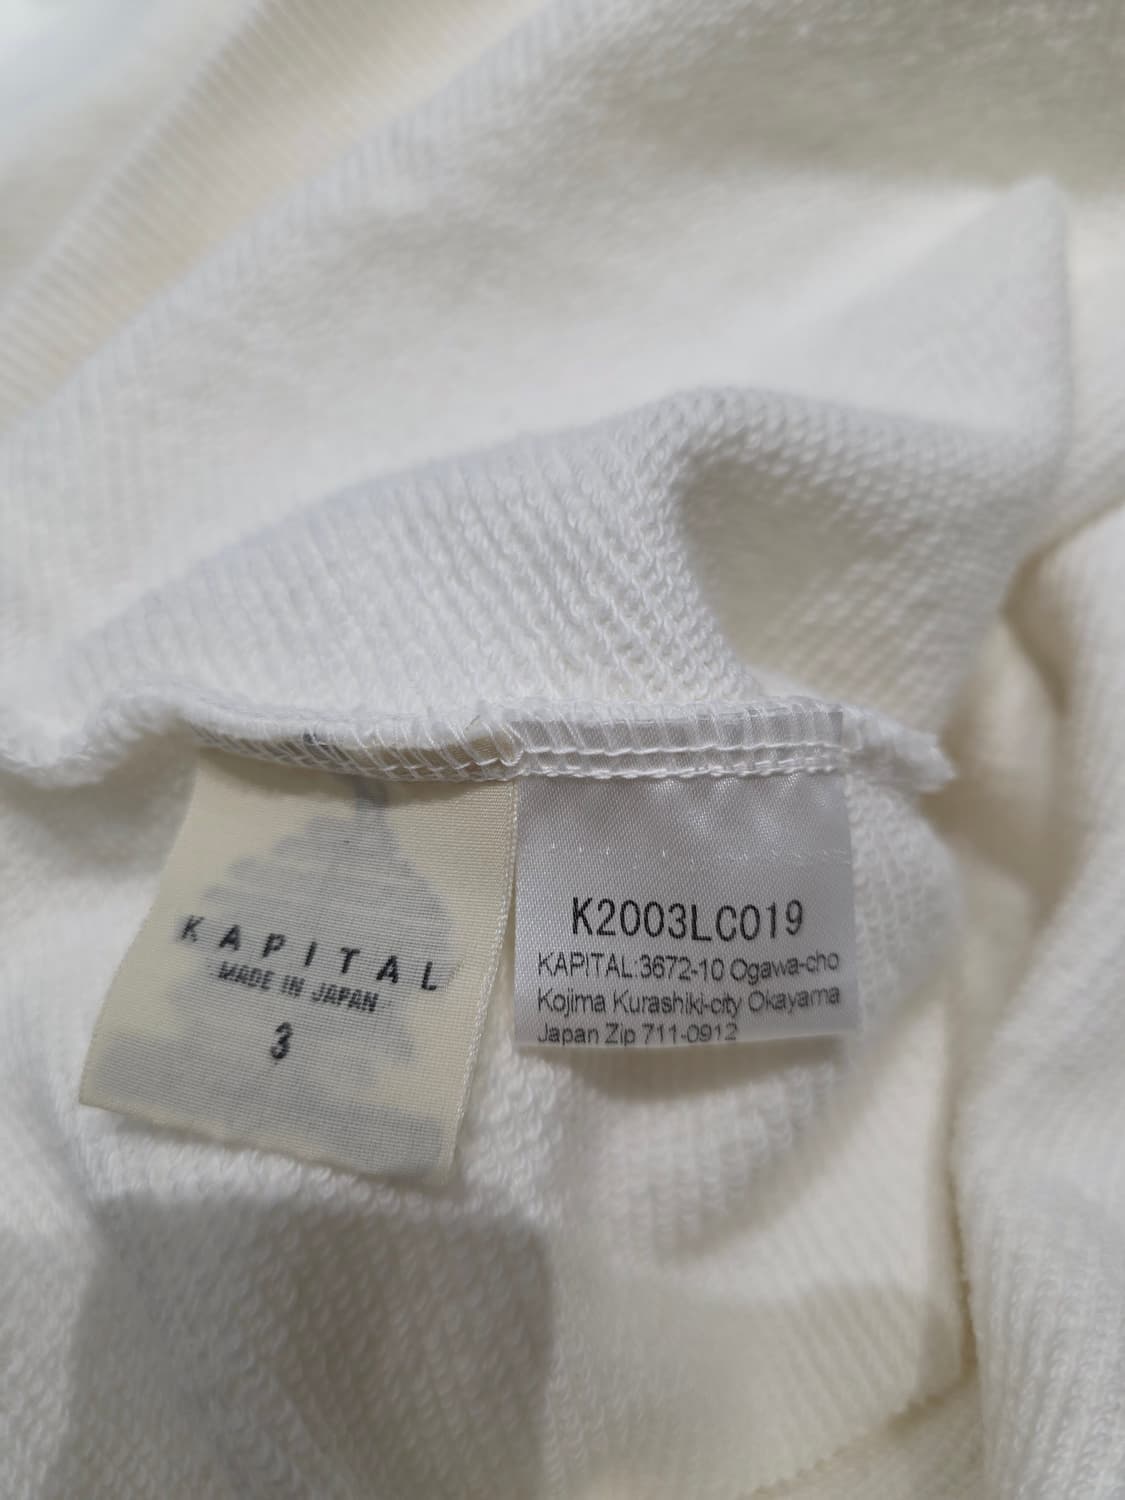 KAPITAL
MADE IN JAPAN
3
K2003LC019
KAPITAL:3672-10 Ogawa-cho
Kojima Kurashiki-city Okayama
Japan Zip 711-0912